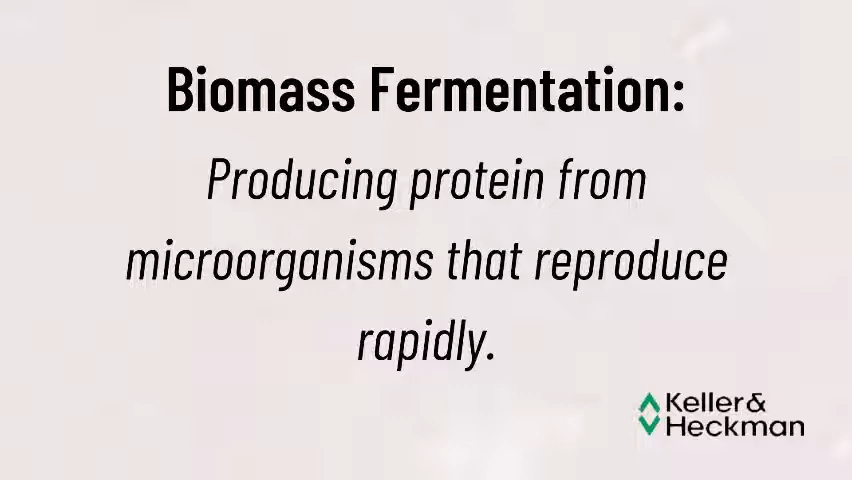 Biomass Fermentation:
Producing protein from
microorganisms that reproduce
rapidly.
Keller&
Heckman